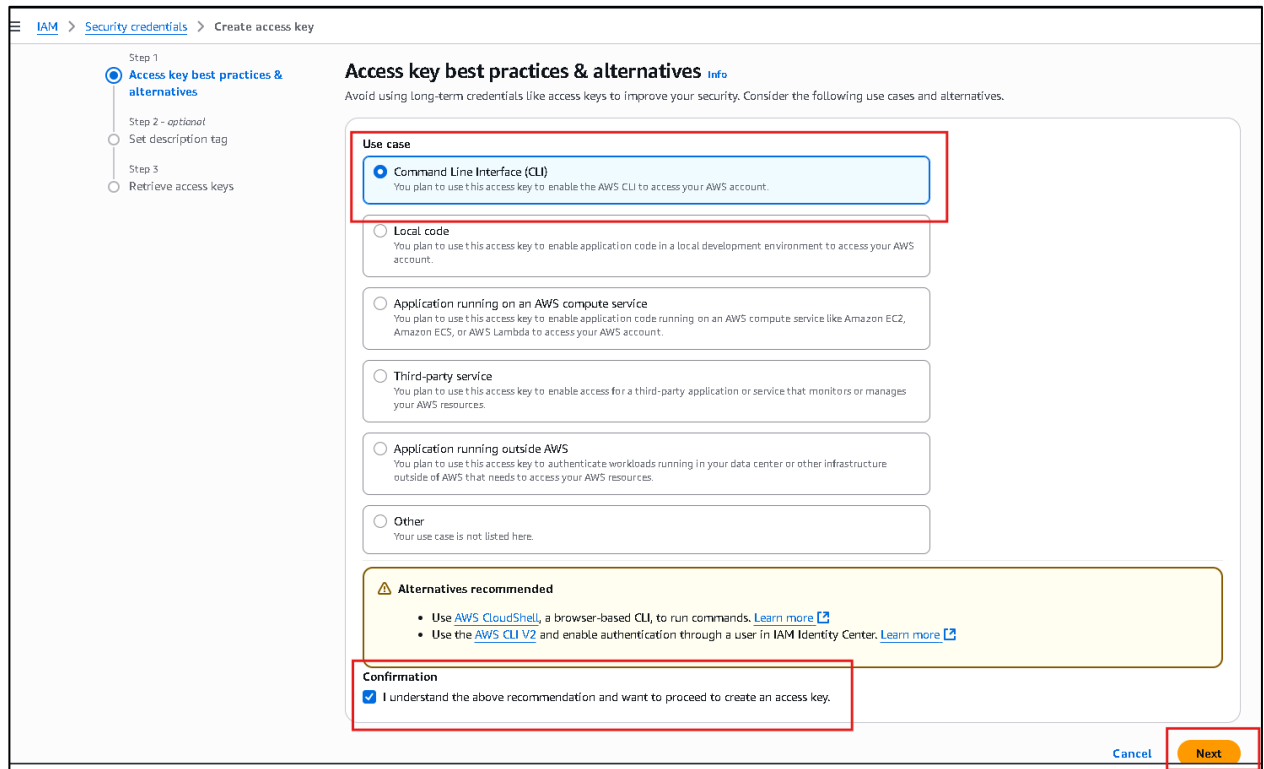 IAM > Security credentials > Create access key
Step 1
Access key best practices &
alternatives
Step 2 - optional
Set description tag
Step 3
Retrieve access keys
Access key best practices & alternatives Info
Avoid using long-term credentials like access keys to improve your security. Consider the following use cases and alternatives.
Use case
Command Line Interface (CLI)
You plan to use this access key to enable the AWS CLI to access your AWS account.
Local code
You plan to use this access key to enable application code in a local development environment to access your AWS
account.
Application running on an AWS compute service
You plan to use this access key to enable application code running on an AWS compute service like Amazon EC2,
Amazon ECS, or AWS Lambda to access your AWS account.
Third-party service
You plan to use this access key to enable access for a third-party application or service that monitors or manages
your AWS resources.
Application running outside AWS
You plan to use this access key to authenticate workloads running in your data center or other infrastructure
outside of AWS that needs to access your AWS resources.
Other
Your use case is not listed here.
Alternatives recommended
• Use AWS CloudShell, a browser-based CLI, to run commands. Learn more
• Use the AWS CLI V2 and enable authentication through a user in IAM Identity Center. Learn more
Confirmation
I understand the above recommendation and want to proceed to create an access key.
Cancel Next